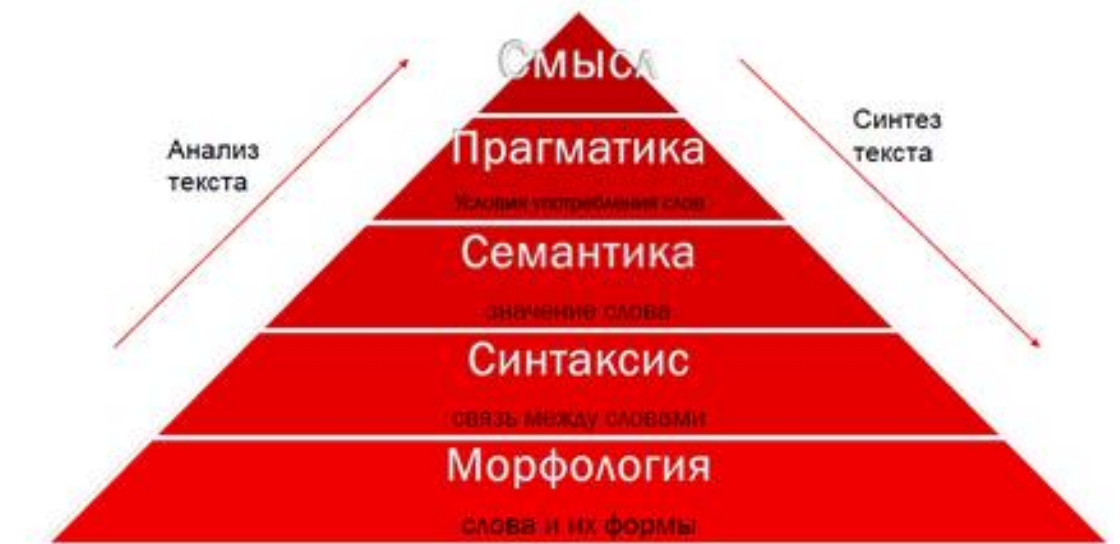 Смысл
Анализ
текста
Синтез
текста
Прагматика
Условия употребления слов
Семантика
значение слова
Синтаксис
связь между словами
Морфология
слова и их формы